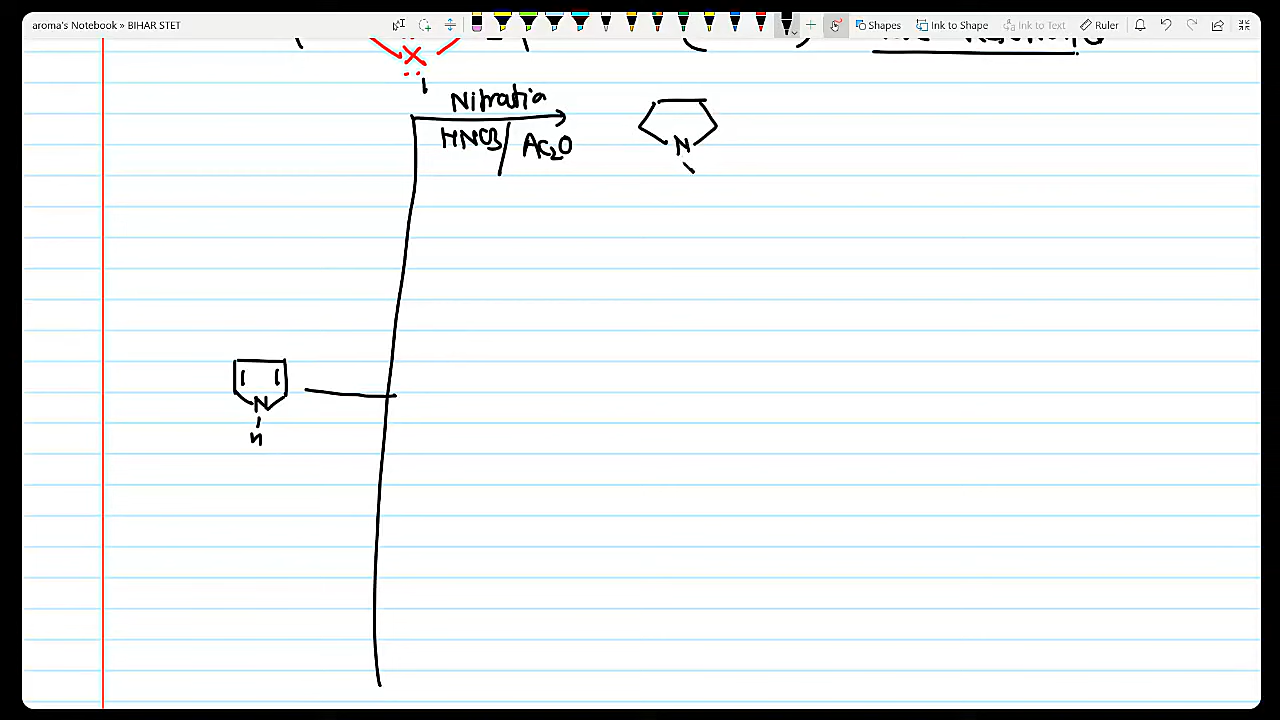 aroma's Notebook » BIHAR STET
Shapes
Ink to Shape
Ink to Text
Ruler
Nitratia
HNO3 / Ac2O
N
N
H